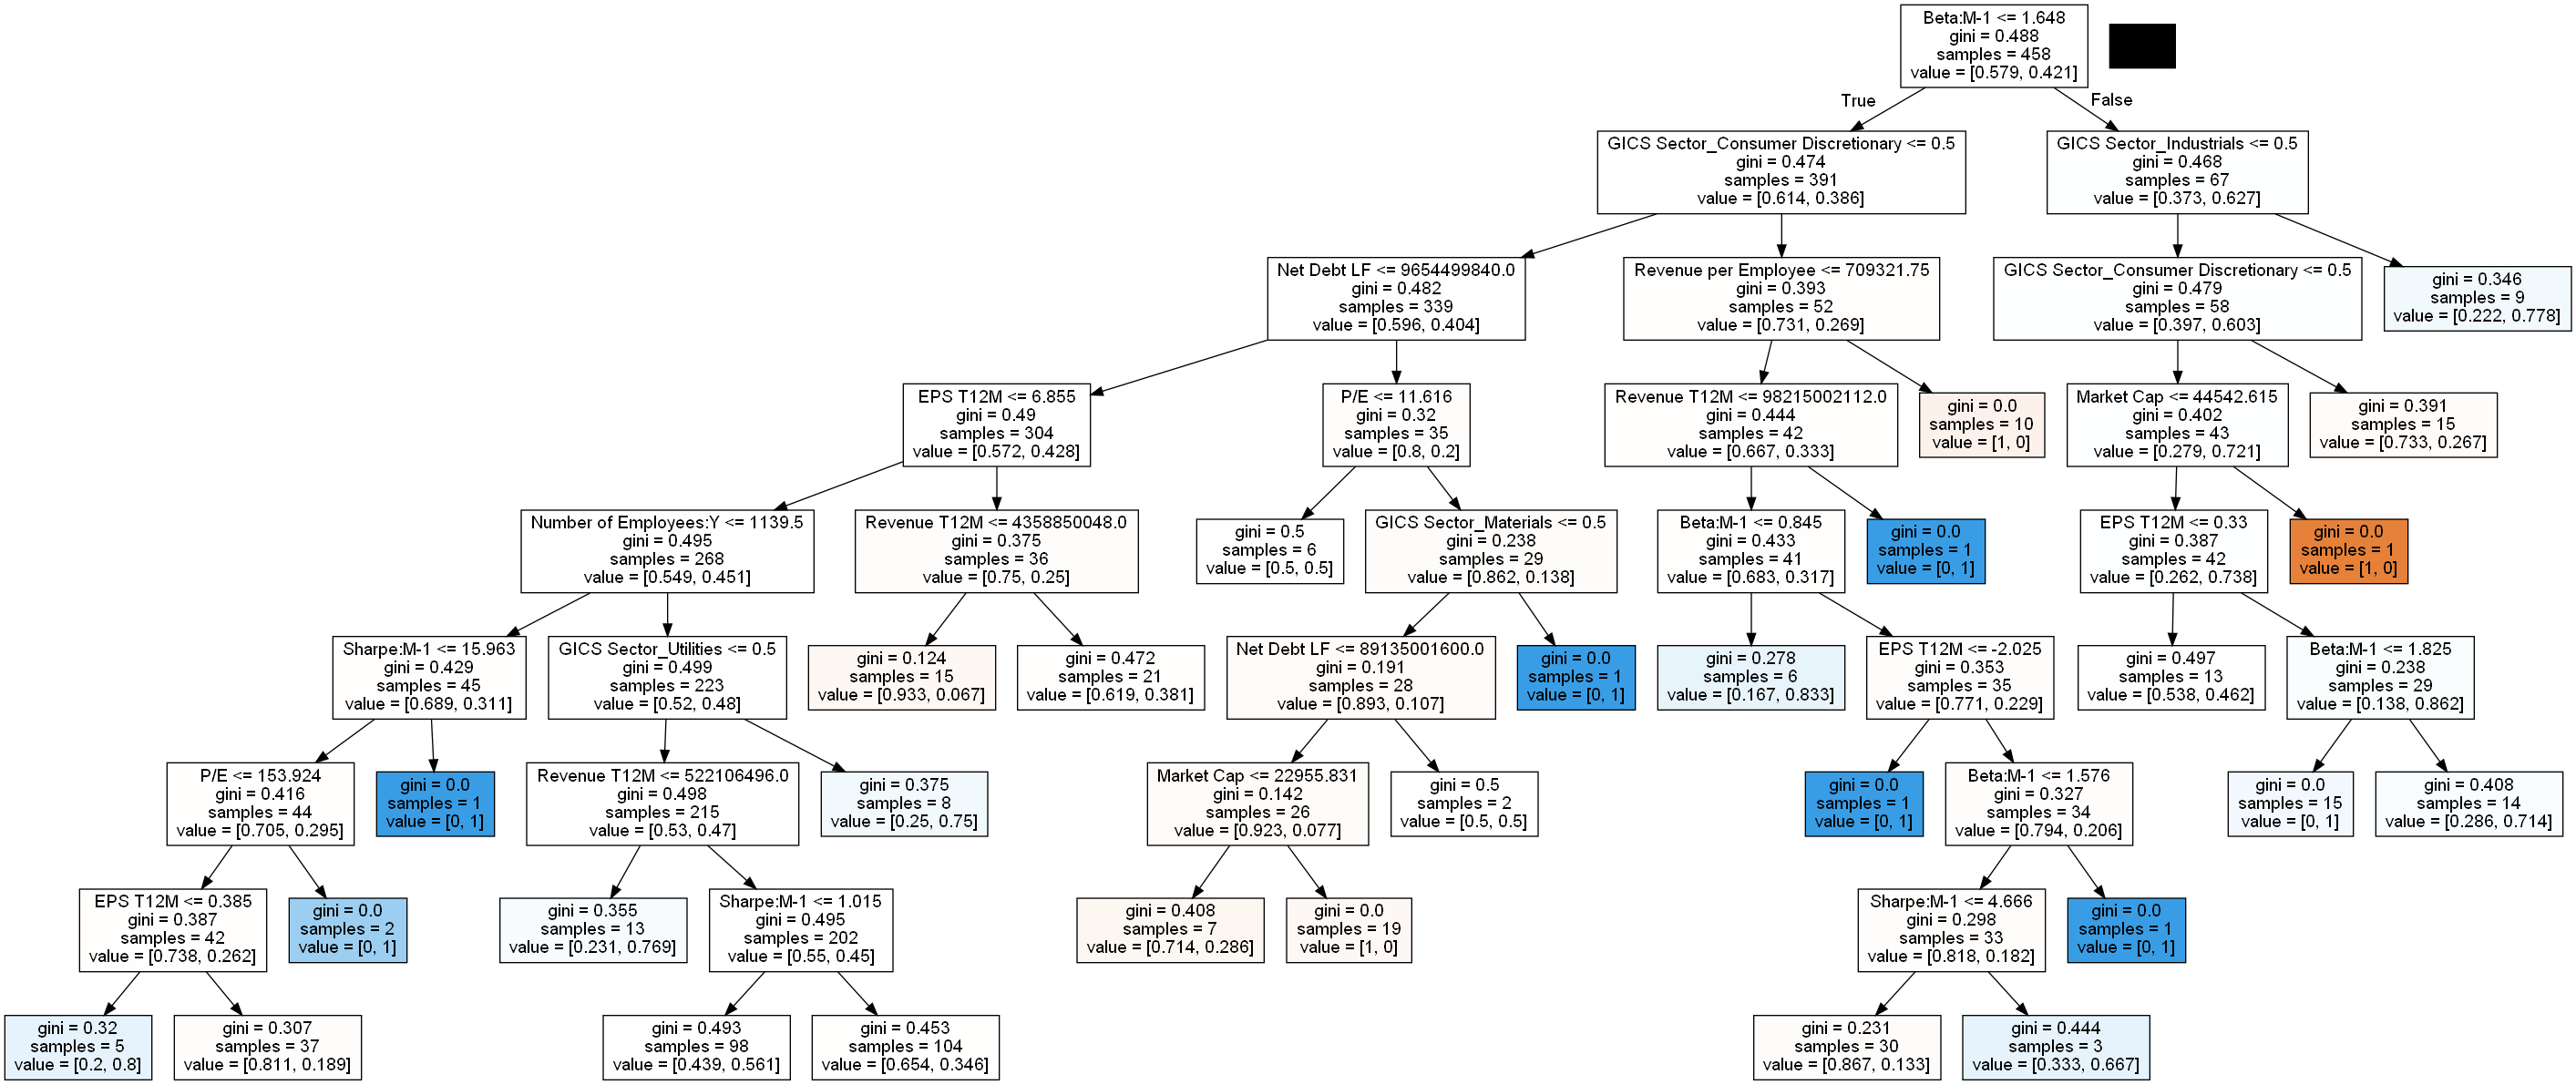 Beta:M-1 <= 1.648
gini = 0.488
samples = 458
value = [0.579, 0.421]
True
False
GICS Sector_Consumer Discretionary <= 0.5
gini = 0.474
samples = 391
value = [0.614, 0.386]
GICS Sector_Industrials <= 0.5
gini = 0.468
samples = 67
value = [0.373, 0.627]
Net Debt LF <= 9654499840.0
gini = 0.482
samples = 339
value = [0.596, 0.404]
Revenue per Employee <= 709321.75
gini = 0.393
samples = 52
value = [0.731, 0.269]
GICS Sector_Consumer Discretionary <= 0.5
gini = 0.479
samples = 58
value = [0.397, 0.603]
gini = 0.346
samples = 9
value = [0.222, 0.778]
EPS T12M <= 6.855
gini = 0.49
samples = 304
value = [0.572, 0.428]
P/E <= 11.616
gini = 0.32
samples = 35
value = [0.8, 0.2]
Revenue T12M <= 98215002112.0
gini = 0.444
samples = 42
value = [0.667, 0.333]
gini = 0.0
samples = 10
value = [1, 0]
Market Cap <= 44542.615
gini = 0.402
samples = 43
value = [0.279, 0.721]
gini = 0.391
samples = 15
value = [0.733, 0.267]
Number of Employees:Y <= 1139.5
gini = 0.495
samples = 268
value = [0.549, 0.451]
Revenue T12M <= 4358850048.0
gini = 0.375
samples = 36
value = [0.75, 0.25]
gini = 0.5
samples = 6
value = [0.5, 0.5]
GICS Sector_Materials <= 0.5
gini = 0.238
samples = 29
value = [0.862, 0.138]
Beta:M-1 <= 0.845
gini = 0.433
samples = 41
value = [0.683, 0.317]
gini = 0.0
samples = 1
value = [0, 1]
EPS T12M <= 0.33
gini = 0.387
samples = 42
value = [0.262, 0.738]
gini = 0.0
samples = 1
value = [1, 0]
Sharpe:M-1 <= 15.963
gini = 0.429
samples = 45
value = [0.689, 0.311]
GICS Sector_Utilities <= 0.5
gini = 0.499
samples = 223
value = [0.52, 0.48]
gini = 0.124
samples = 15
value = [0.933, 0.067]
gini = 0.472
samples = 21
value = [0.619, 0.381]
Net Debt LF <= 89135001600.0
gini = 0.191
samples = 28
value = [0.893, 0.107]
gini = 0.0
samples = 1
value = [0, 1]
gini = 0.278
samples = 6
value = [0.167, 0.833]
EPS T12M <= -2.025
gini = 0.353
samples = 35
value = [0.771, 0.229]
gini = 0.497
samples = 13
value = [0.538, 0.462]
Beta:M-1 <= 1.825
gini = 0.238
samples = 29
value = [0.138, 0.862]
P/E <= 153.924
gini = 0.416
samples = 44
value = [0.705, 0.295]
gini = 0.0
samples = 1
value = [0, 1]
Revenue T12M <= 522106496.0
gini = 0.498
samples = 215
value = [0.53, 0.47]
gini = 0.375
samples = 8
value = [0.25, 0.75]
Market Cap <= 22955.831
gini = 0.142
samples = 26
value = [0.923, 0.077]
gini = 0.5
samples = 2
value = [0.5, 0.5]
gini = 0.0
samples = 1
value = [0, 1]
Beta:M-1 <= 1.576
gini = 0.327
samples = 34
value = [0.794, 0.206]
gini = 0.0
samples = 15
value = [0, 1]
gini = 0.408
samples = 14
value = [0.286, 0.714]
EPS T12M <= 0.385
gini = 0.387
samples = 42
value = [0.738, 0.262]
gini = 0.0
samples = 2
value = [0, 1]
gini = 0.355
samples = 13
value = [0.231, 0.769]
Sharpe:M-1 <= 1.015
gini = 0.495
samples = 202
value = [0.55, 0.45]
gini = 0.408
samples = 7
value = [0.714, 0.286]
gini = 0.0
samples = 19
value = [1, 0]
Sharpe:M-1 <= 4.666
gini = 0.298
samples = 33
value = [0.818, 0.182]
gini = 0.0
samples = 1
value = [0, 1]
gini = 0.32
samples = 5
value = [0.2, 0.8]
gini = 0.307
samples = 37
value = [0.811, 0.189]
gini = 0.493
samples = 98
value = [0.439, 0.561]
gini = 0.453
samples = 104
value = [0.654, 0.346]
gini = 0.231
samples = 30
value = [0.867, 0.133]
gini = 0.444
samples = 3
value = [0.333, 0.667]